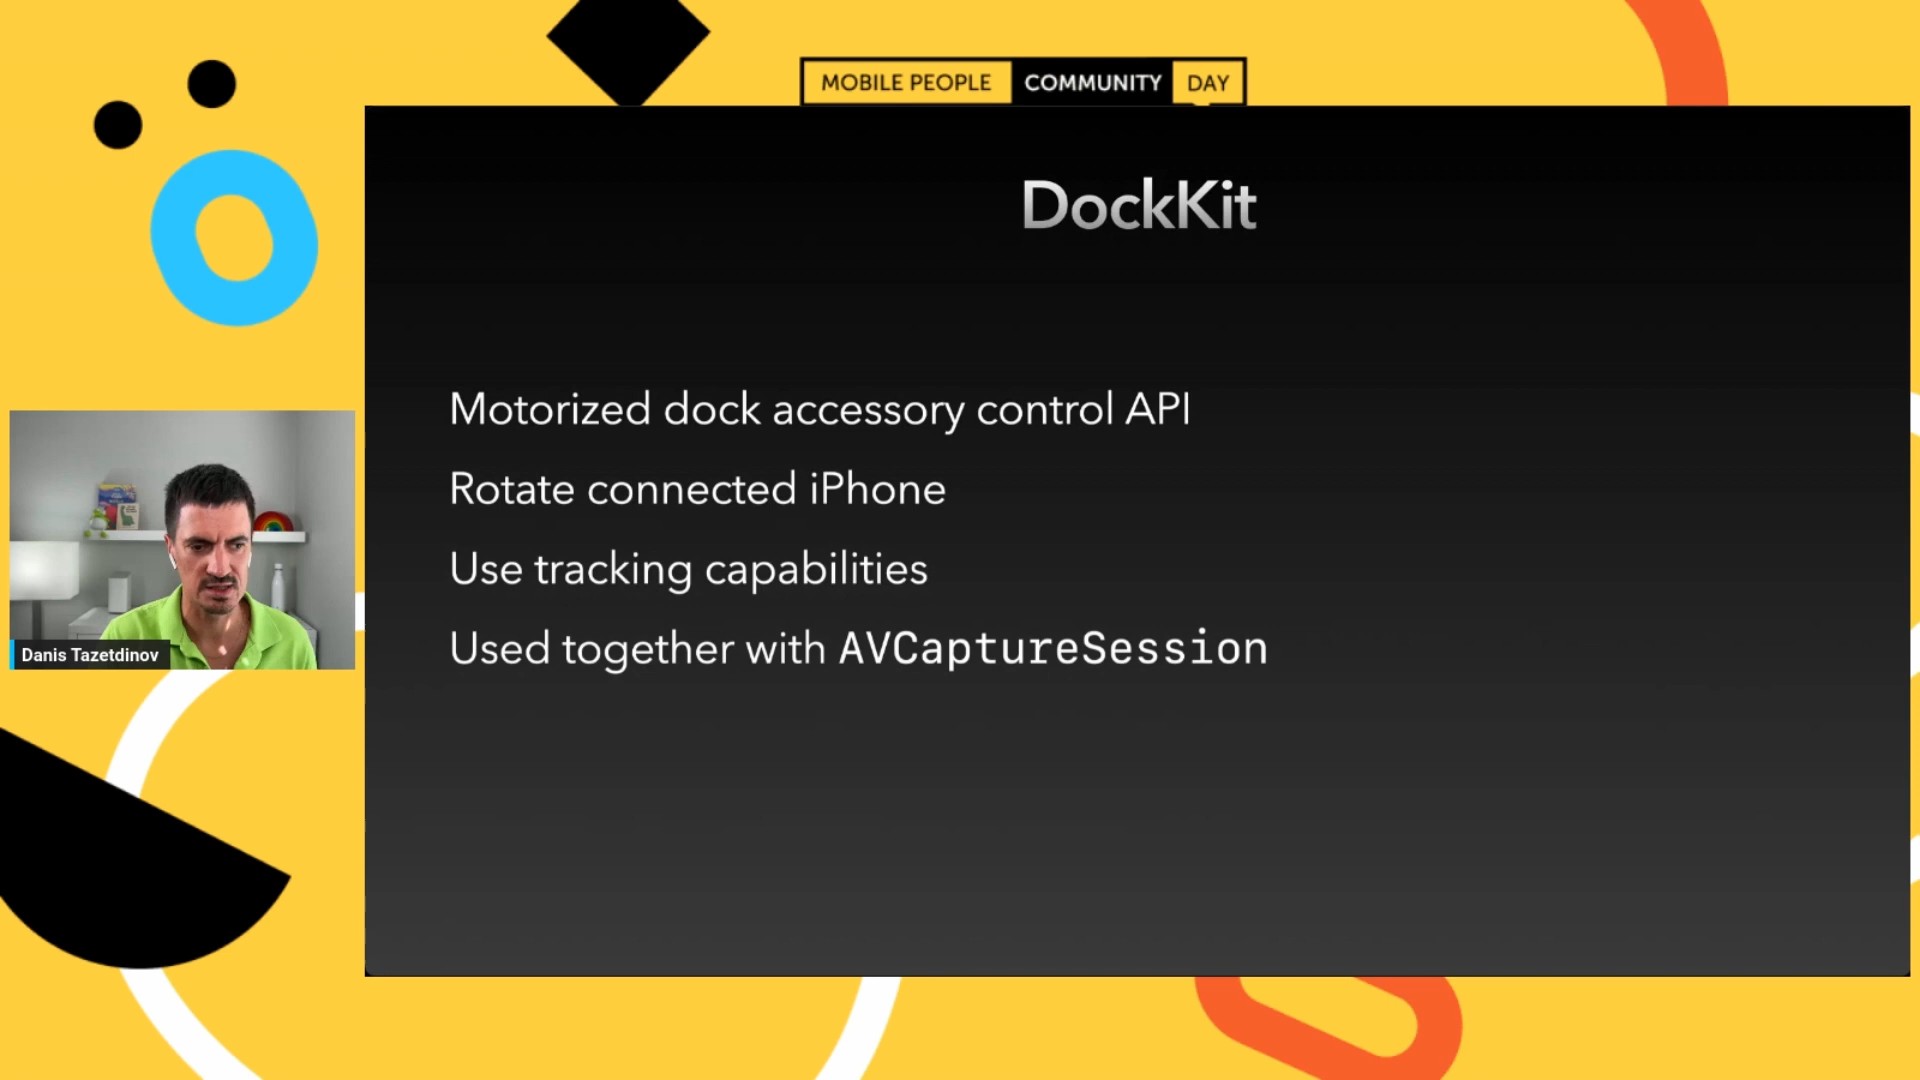 MOBILE PEOPLE COMMUNITY DAY
DockKit
Motorized dock accessory control API
Rotate connected iPhone
Use tracking capabilities
Used together with AVCaptureSession
Danis Tazetdinov